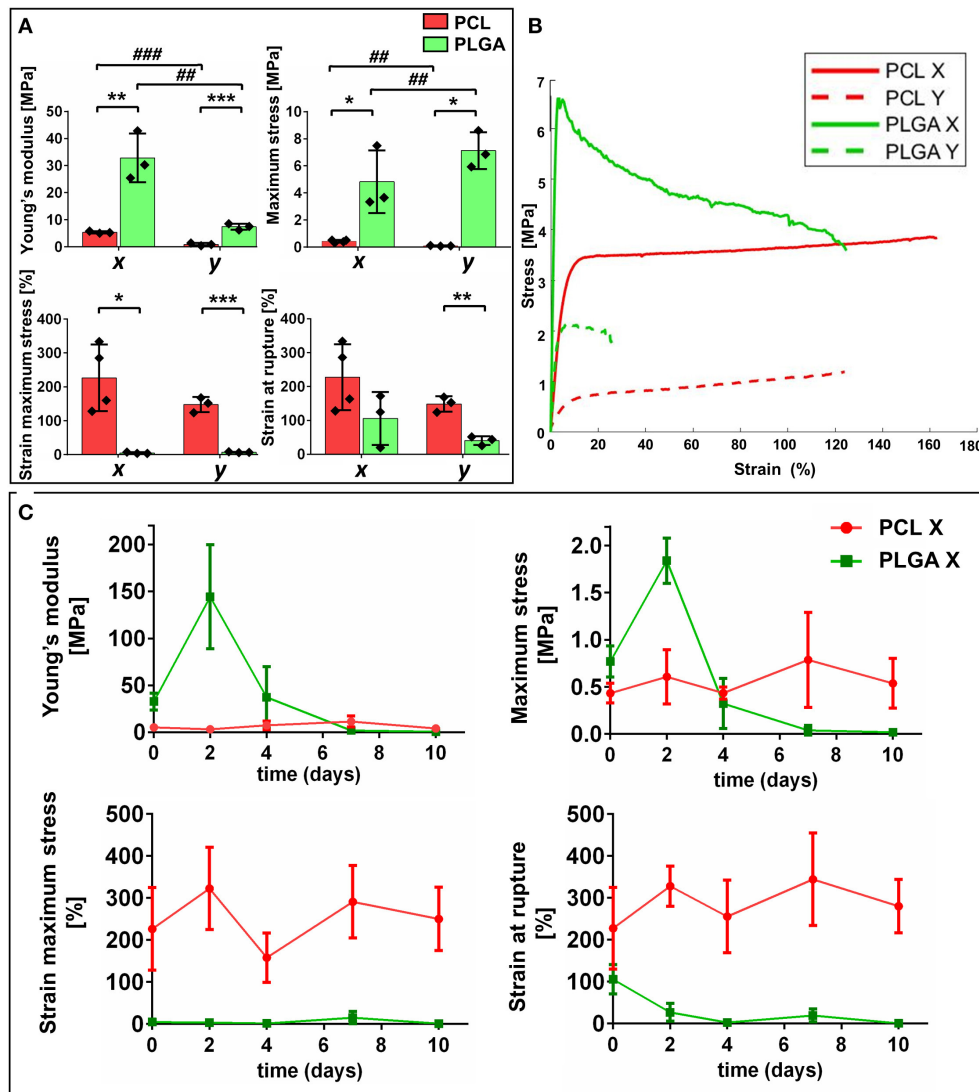 A
PCL
PLGA
Young's modulus [MPa]
50
40
30
20
10
0
###
##
**
***
x
y
Maximum stress [MPa]
10
8
6
4
2
0
##
##
*
*
x
y
Strain maximum stress [%]
400
300
200
100
0
*
***
x
y
Strain at rupture [%]
400
300
200
100
0
**
x
y
B
PCL X
PCL Y
PLGA X
PLGA Y
Stress [MPa]
7
6
5
4
3
2
1
0
0 20 40 60 80 100 120 140 160 180
Strain (%)
C
PCL X
PLGA X
Young's modulus
[MPa]
200
150
100
50
0
0 2 4 6 8 10
time (days)
Maximum stress
[MPa]
2.0
1.5
1.0
0.5
0.0
0 2 4 6 8 10
time (days)
Strain maximum stress
[%]
500
400
300
200
100
0
0 2 4 6 8 10
time (days)
Strain at rupture
[%]
500
400
300
200
100
0
0 2 4 6 8 10
time (days)